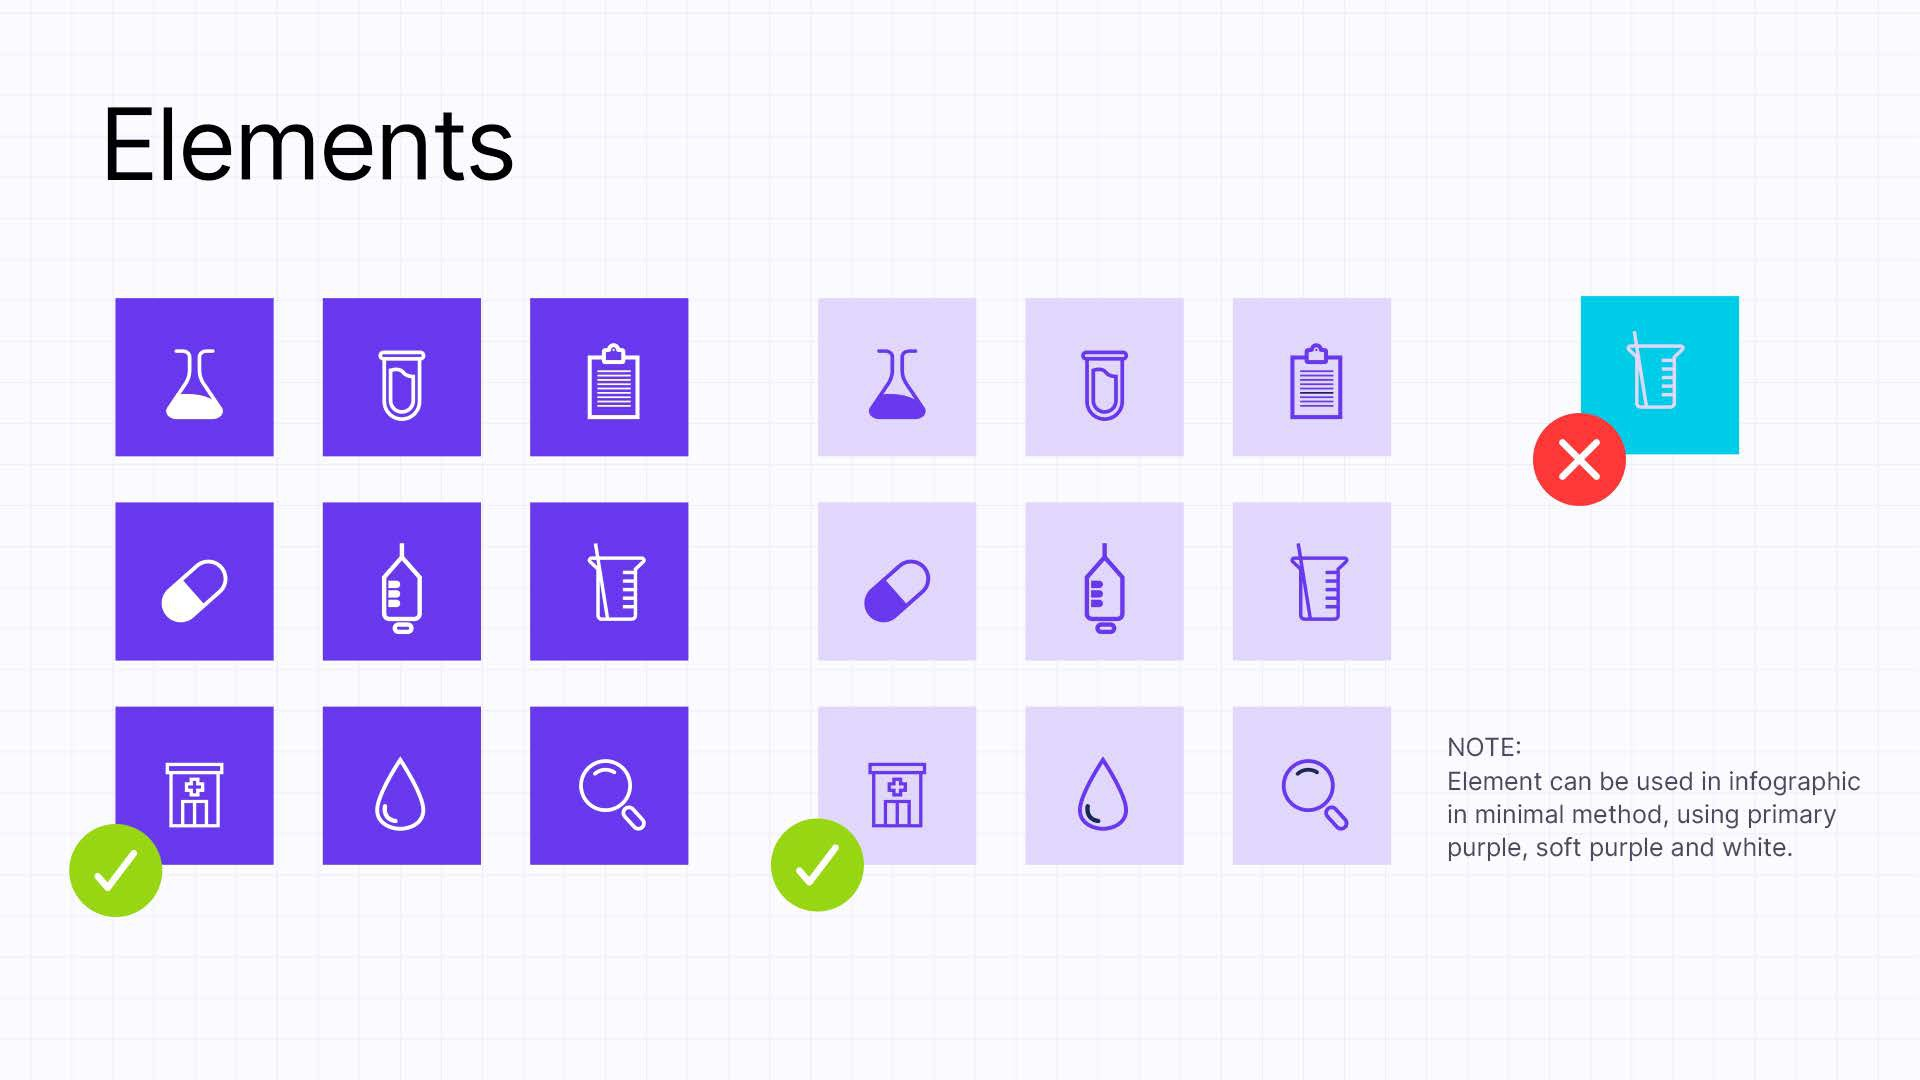 Elements
NOTE:
Element can be used in infographic
in minimal method, using primary
purple, soft purple and white.